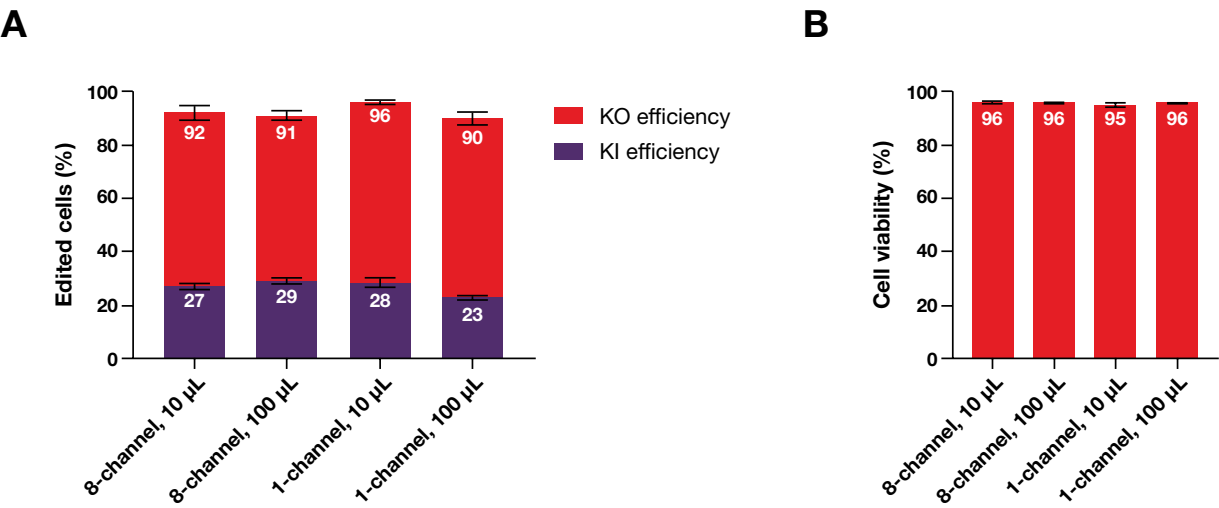 A
Edited cells (%)
100
80
60
40
20
0
92
91
96
90
27
29
28
23
8-channel, 10 µL
8-channel, 100 µL
1-channel, 10 µL
1-channel, 100 µL
KO efficiency
KI efficiency
B
Cell viability (%)
100
80
60
40
20
0
96
96
95
96
8-channel, 10 µL
8-channel, 100 µL
1-channel, 10 µL
1-channel, 100 µL